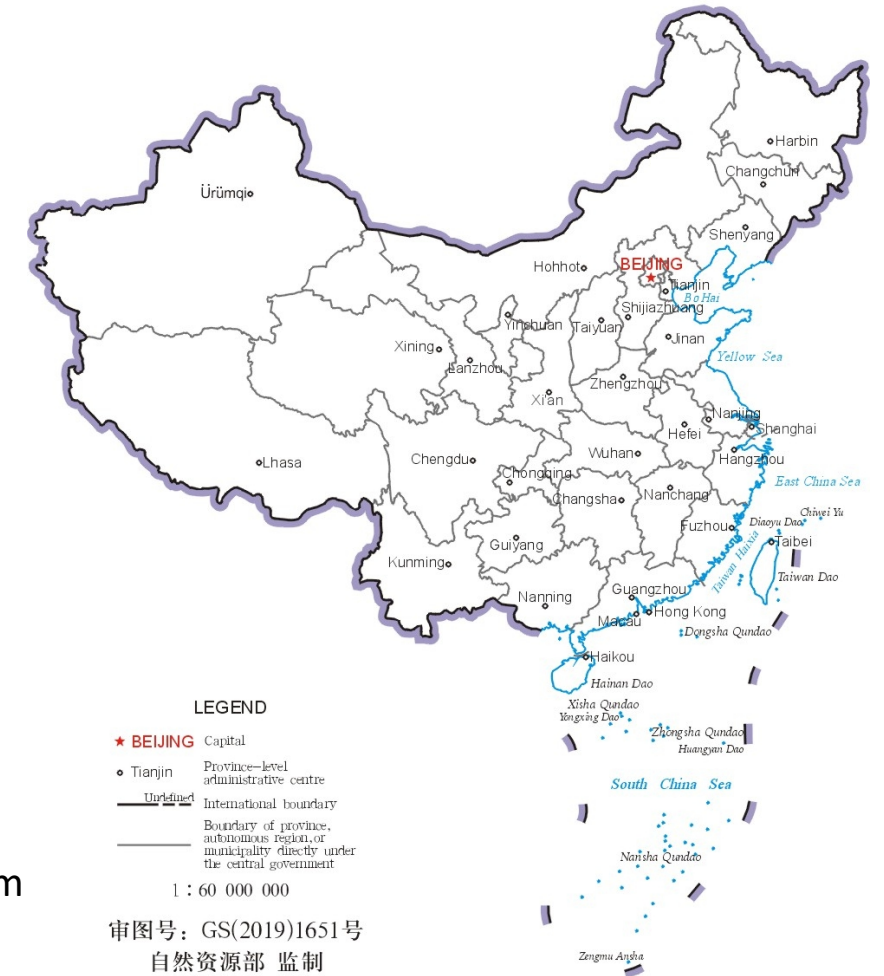 Harbin
Changchun
Ürümqi
Shenyang
BEIJING
Hohhot
Tianjin
Bo Hai
Shijiazhuang
Yinchuan
Taiyuan
Jinan
Xining
Lanzhou
Yellow Sea
Zhengzhou
Xi'an
Nanjing
Shanghai
Hefei
Wuhan
Hangzhou
Lhasa
Chengdu
Chongqing
East China Sea
Changsha
Nanchang
Chiwei Yu
Diaoyu Dao
Fuzhou
Taibei
Guiyang
Taiwan Haixia
Kunming
Taiwan Dao
Nanning
Guangzhou
Hong Kong
Macau
Dongsha Qundao
Haikou
Hainan Dao
Xisha Qundao
Yongxing Dao
Zhongsha Qundao
Huangyan Dao
South China Sea
Nansha Qundao
Zengmu Ansha
LEGEND
BEIJING Capital
Tianjin Province-level
administrative centre
Undefined International boundary
Boundary of province,
autonomous region, or
municipality directly under
the central government
1：60 000 000
m
审图号：GS(2019)1651号
自然资源部 监制